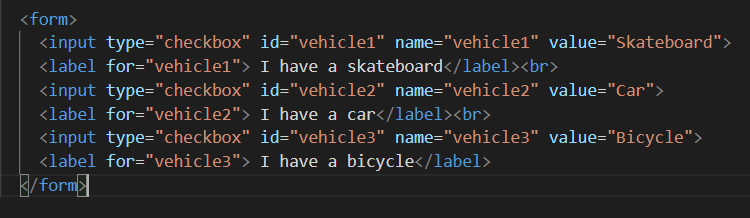 <form>
<input type="checkbox" id="vehicle1" name="vehicle1" value="Skateboard">
<label for="vehicle1"> I have a skateboard</label><br>
<input type="checkbox" id="vehicle2" name="vehicle2" value="Car">
<label for="vehicle2"> I have a car</label><br>
<input type="checkbox" id="vehicle3" name="vehicle3" value="Bicycle">
<label for="vehicle3"> I have a bicycle</label>
</form>